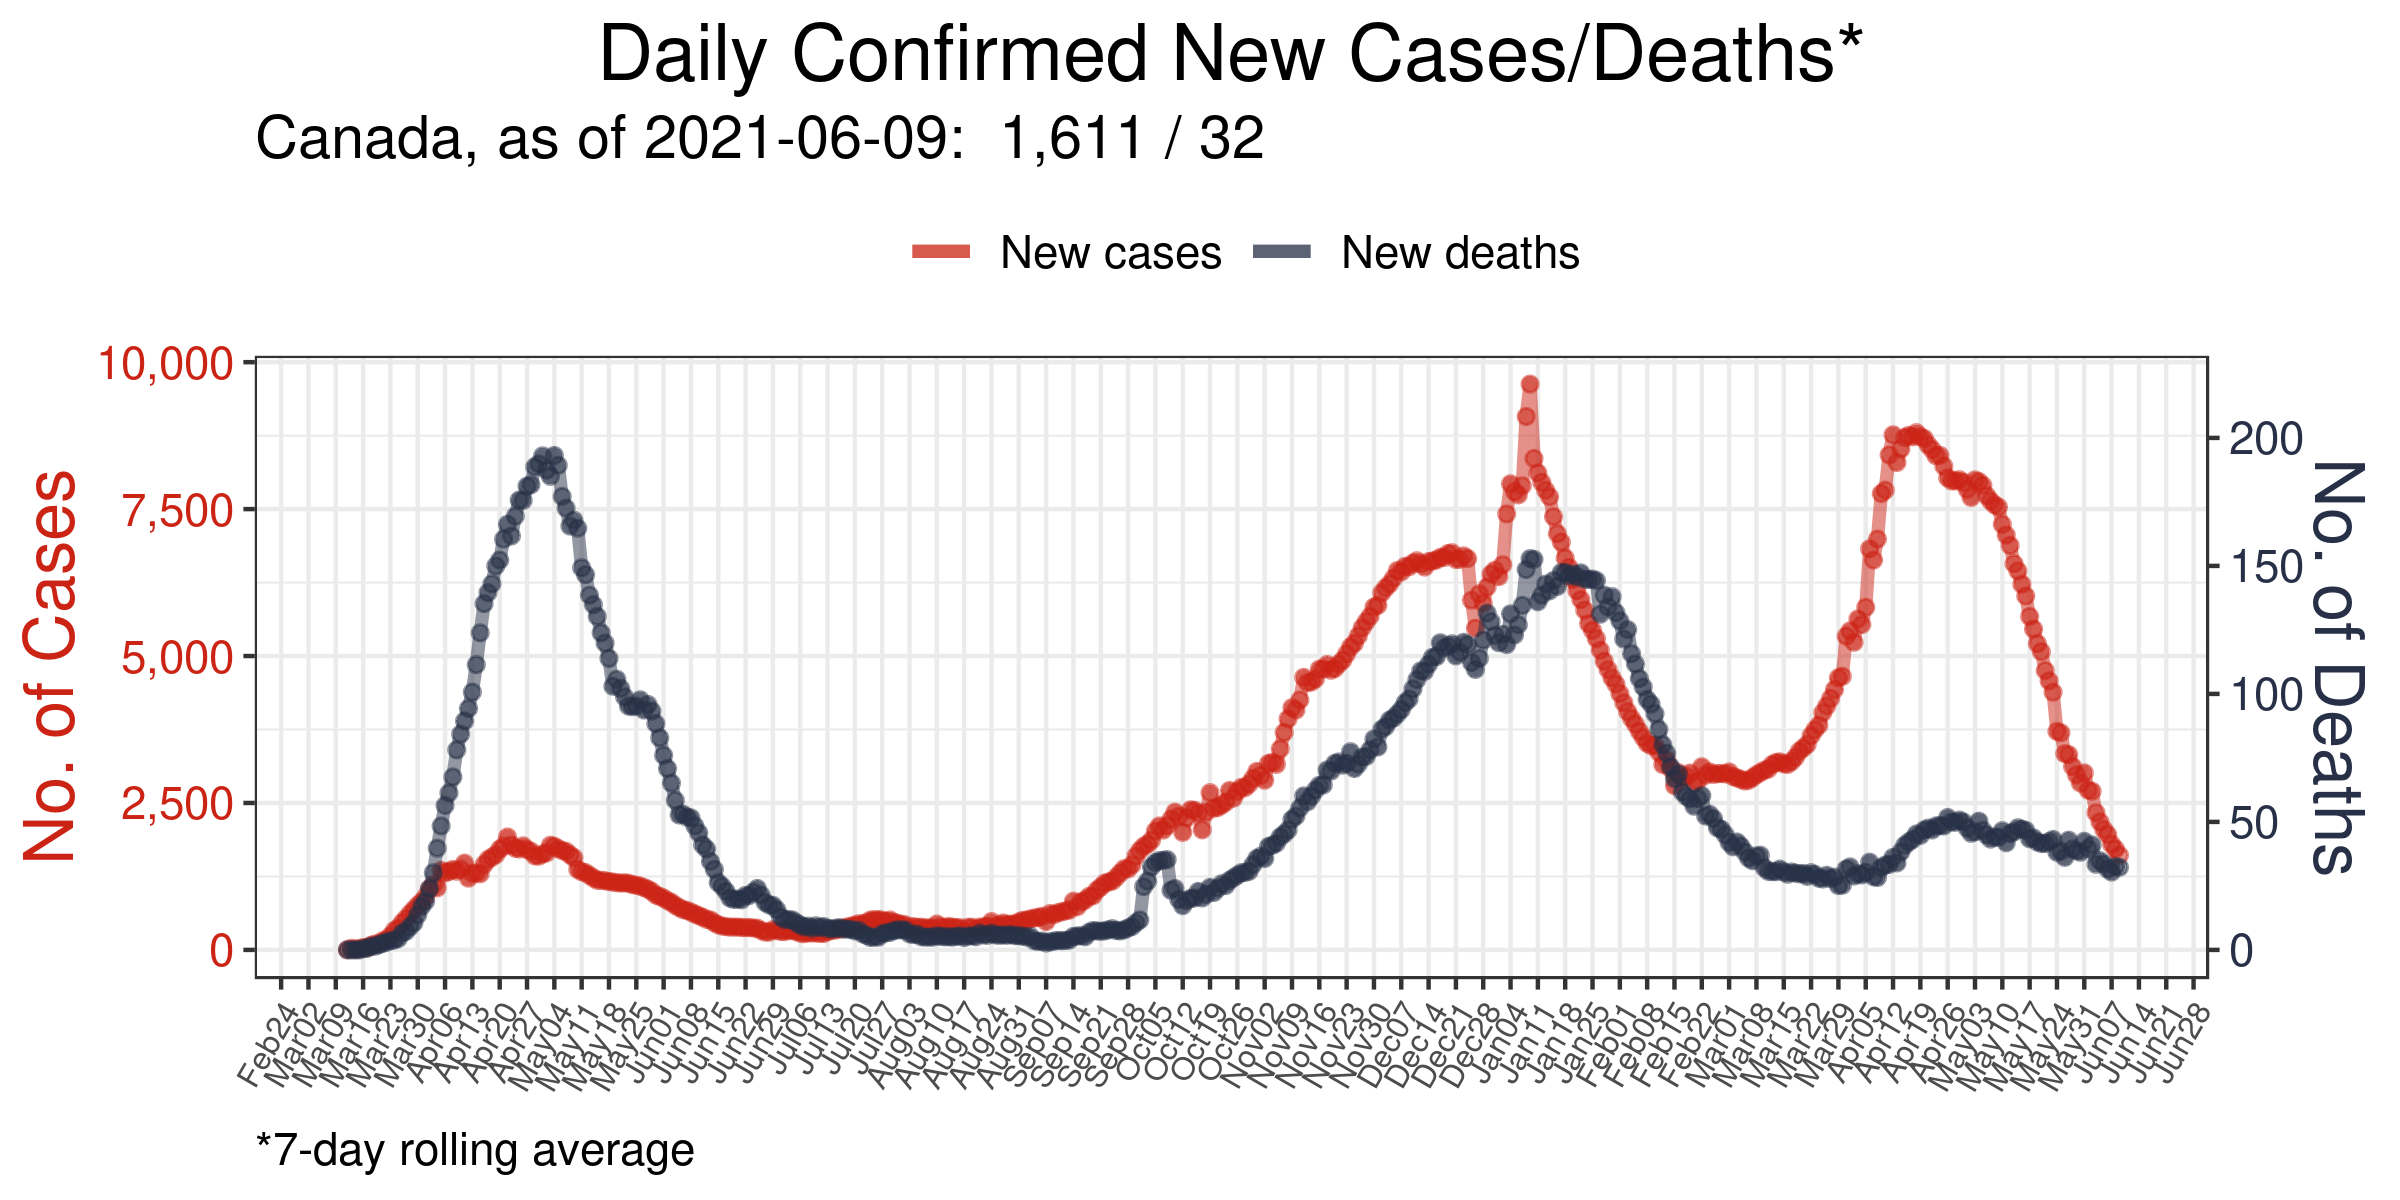 Daily Confirmed New Cases/Deaths*
Canada, as of 2021-06-09:  1,611 / 32
New cases New deaths
No. of Cases
10,000
7,500
5,000
2,500
0
200
150
100
50
0
No. of Deaths
Feb24 Mar02 Mar09 Mar16 Mar23 Mar30 Apr06 Apr13 Apr20 Apr27 May04 May11 May18 May25 Jun01 Jun08 Jun15 Jun22 Jun29 Jul06 Jul13 Jul20 Jul27 Aug03 Aug10 Aug17 Aug24 Aug31 Sep07 Sep14 Sep21 Sep28 Oct05 Oct12 Oct19 Oct26 Nov02 Nov09 Nov16 Nov23 Nov30 Dec07 Dec14 Dec21 Dec28 Jan04 Jan11 Jan18 Jan25 Feb01 Feb08 Feb15 Feb22 Mar01 Mar08 Mar15 Mar22 Mar29 Apr05 Apr12 Apr19 Apr26 May03 May10 May17 May24 May31 Jun07 Jun14 Jun21 Jun28
*7-day rolling average